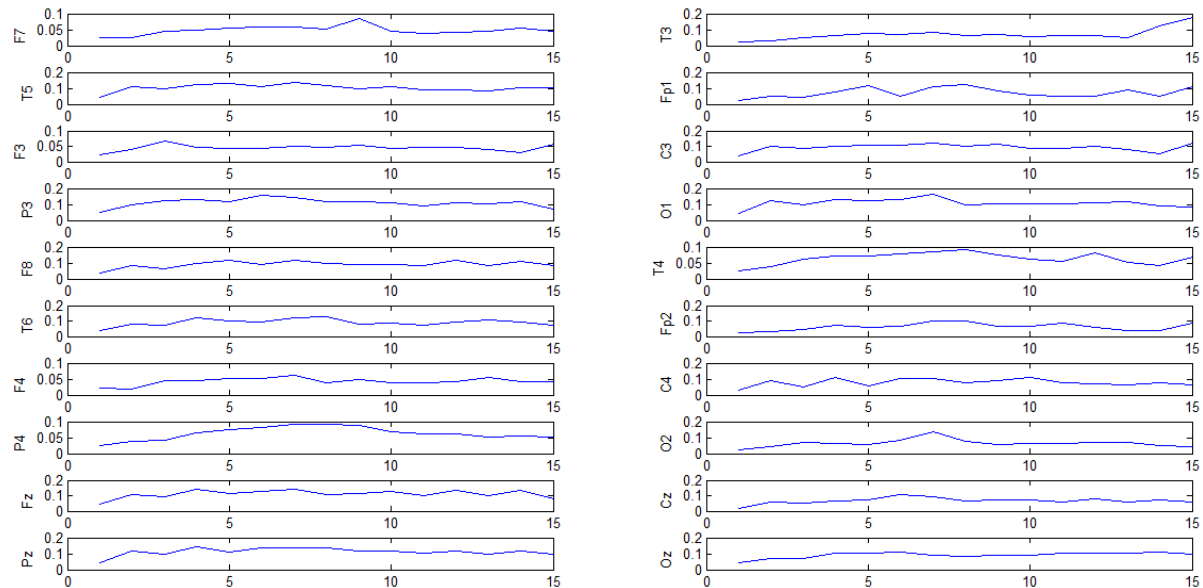 F7 0.1 0.05 0 0 5 10 15
T3 0.2 0.1 0 0 5 10 15
T5 0.2 0.1 0 0 5 10 15
Fp1 0.2 0.1 0 0 5 10 15
F3 0.1 0.05 0 0 5 10 15
C3 0.2 0.1 0 0 5 10 15
P3 0.2 0.1 0 0 5 10 15
O1 0.2 0.1 0 0 5 10 15
F8 0.2 0.1 0 0 5 10 15
T4 0.1 0.05 0 0 5 10 15
T6 0.2 0.1 0 0 5 10 15
Fp2 0.2 0.1 0 0 5 10 15
F4 0.1 0.05 0 0 5 10 15
C4 0.2 0.1 0 0 5 10 15
P4 0.1 0.05 0 0 5 10 15
O2 0.2 0.1 0 0 5 10 15
Fz 0.2 0.1 0 0 5 10 15
Cz 0.2 0.1 0 0 5 10 15
Pz 0.2 0.1 0 0 5 10 15
Oz 0.2 0.1 0 0 5 10 15